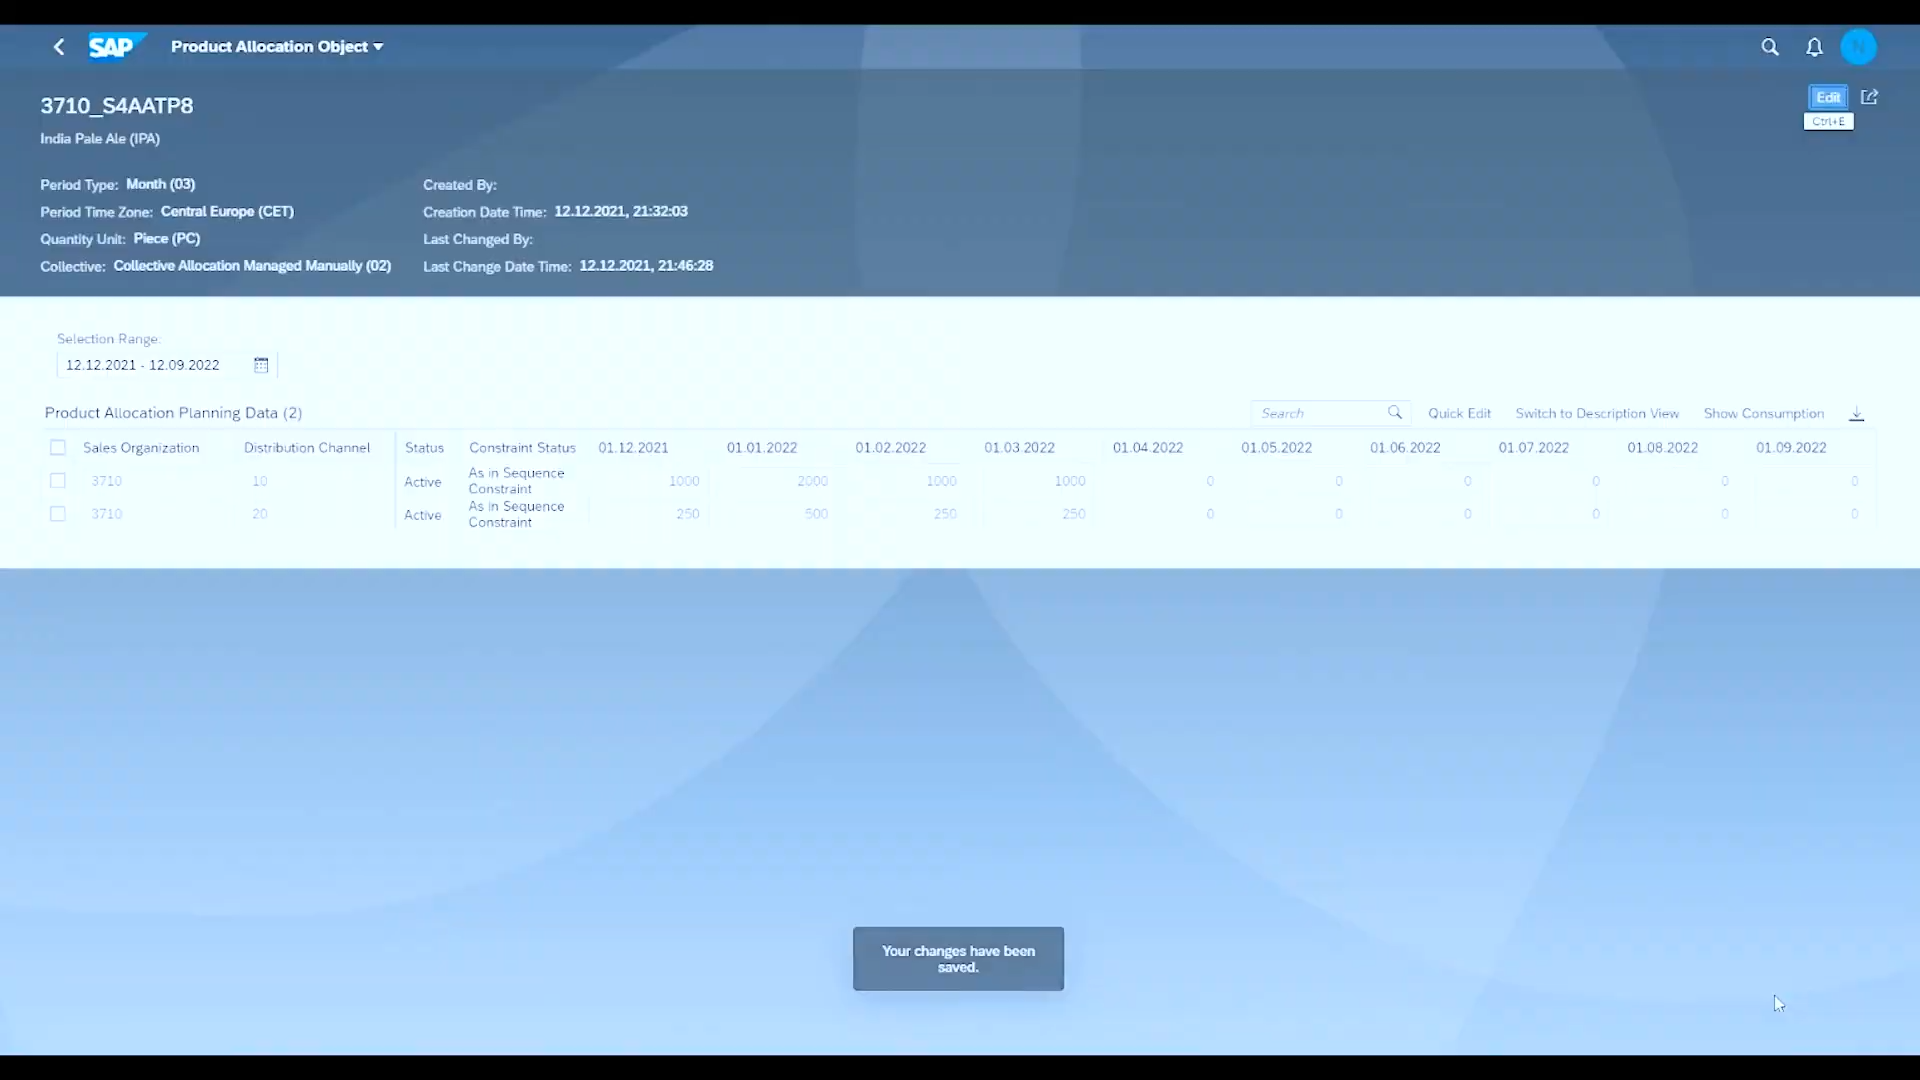 SAP Product Allocation Object
3710_S4AATP8
Edit
Ctrl+E
India Pale Ale (IPA)
Period Type: Month (03) Created By:
Period Time Zone: Central Europe (CET) Creation Date Time: 12.12.2021, 21:32:03
Quantity Unit: Piece (PC) Last Changed By:
Collective: Collective Allocation Managed Manually (02) Last Change Date Time: 12.12.2021, 21:46:28
Selection Range:
12.12.2021 - 12.09.2022
Product Allocation Planning Data (2) Search Quick Edit Switch to Description View Show Consumption
Sales Organization Distribution Channel Status Constraint Status 01.12.2021 01.01.2022 01.02.2022 01.03.2022 01.04.2022 01.05.2022 01.06.2022 01.07.2022 01.08.2022 01.09.2022
3710 10 Active As in Sequence Constraint 1000 2000 1000 1000 0 0 0 0 0 0
3710 20 Active As in Sequence Constraint 250 500 250 250 0 0 0 0 0 0
Your changes have been
saved.